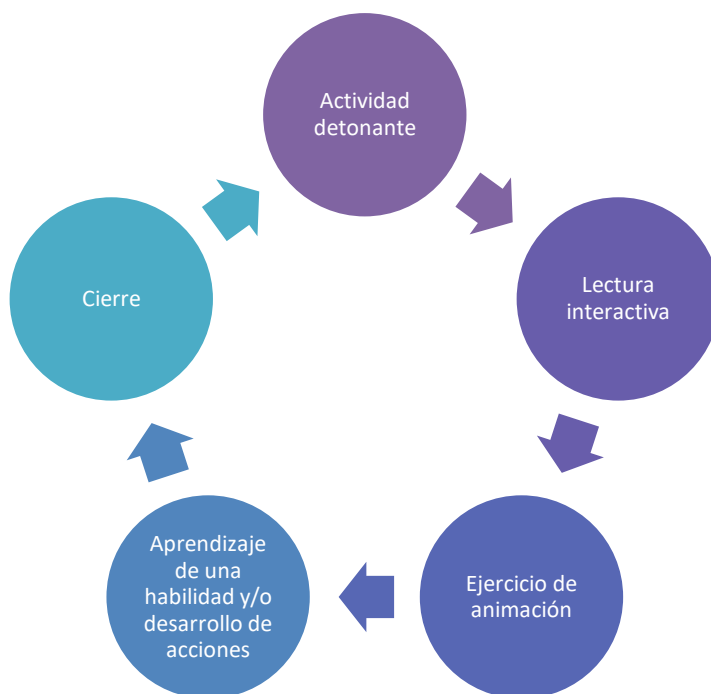 Actividad
detonante
Lectura
interactiva
Ejercicio de
animación
Aprendizaje
de una
habilidad y/o
desarrollo de
acciones
Cierre